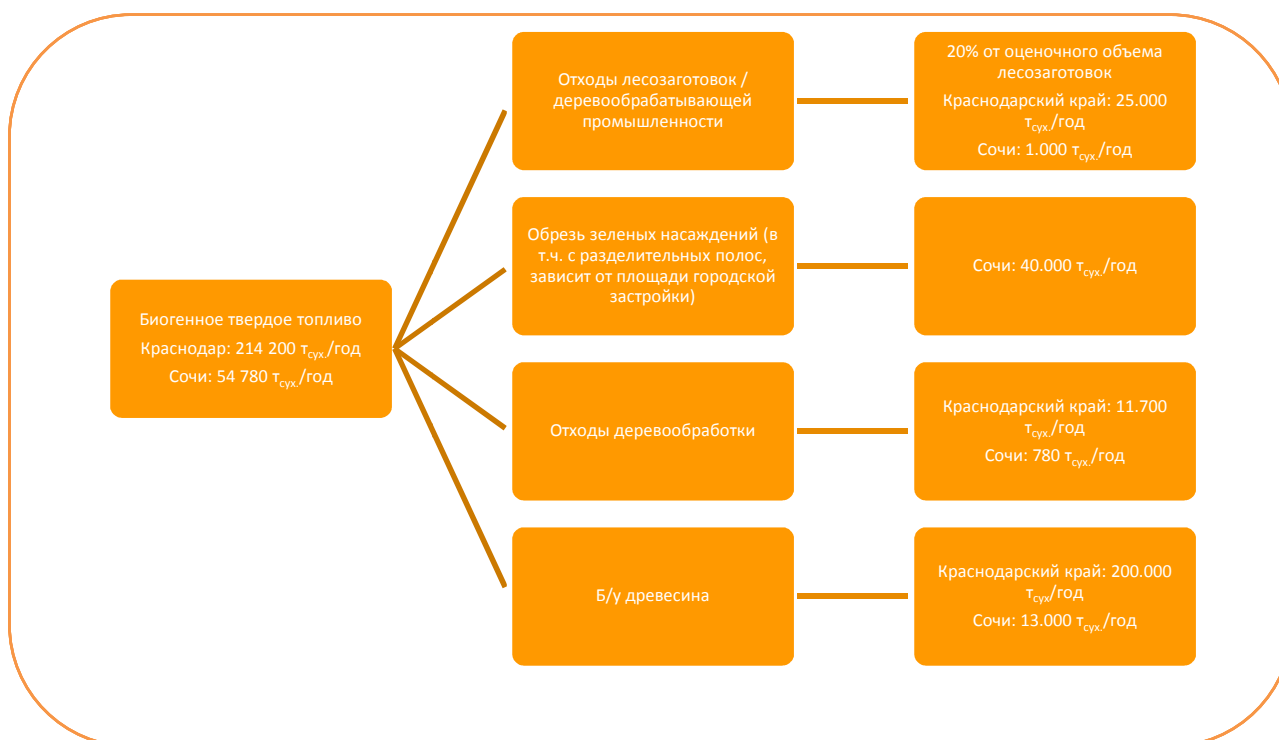 Биогенное твердое топливо
Краснодар: 214 200 тсух./год
Сочи: 54 780 тсух./год
Отходы лесозаготовок /
деревообрабатывающей
промышленности
20% от оценочного объема
лесозаготовок
Краснодарский край: 25.000
тсух./год
Сочи: 1.000 тсух./год
Обрезь зеленых насаждений (в
т.ч. с разделительных полос,
зависит от площади городской
застройки)
Сочи: 40.000 тсух./год
Отходы деревообработки
Краснодарский край: 11.700
тсух./год
Сочи: 780 тсух./год
Б/у древесина
Краснодарский край: 200.000
тсух/год
Сочи: 13.000 тсух./год